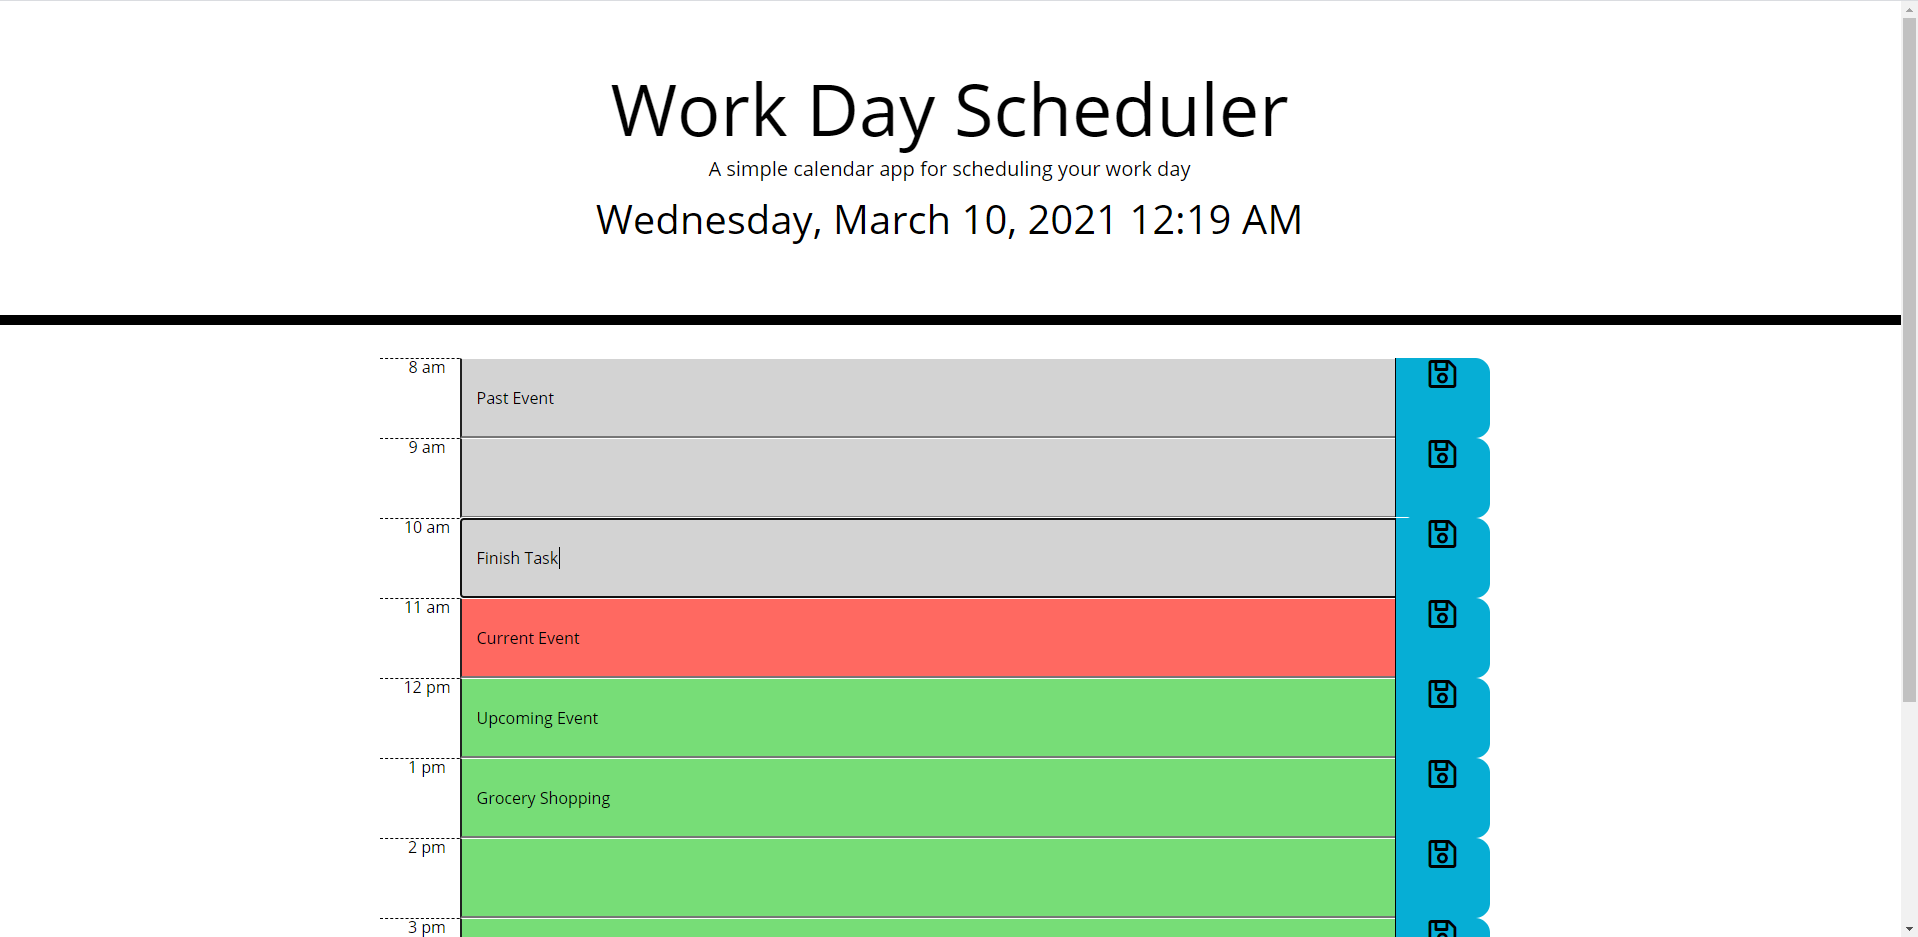 Work Day Scheduler
A simple calendar app for scheduling your work day
Wednesday, March 10, 2021 12:19 AM
8 am
Past Event
9 am
10 am
Finish Task
11 am
Current Event
12 pm
Upcoming Event
1 pm
Grocery Shopping
2 pm
3 pm